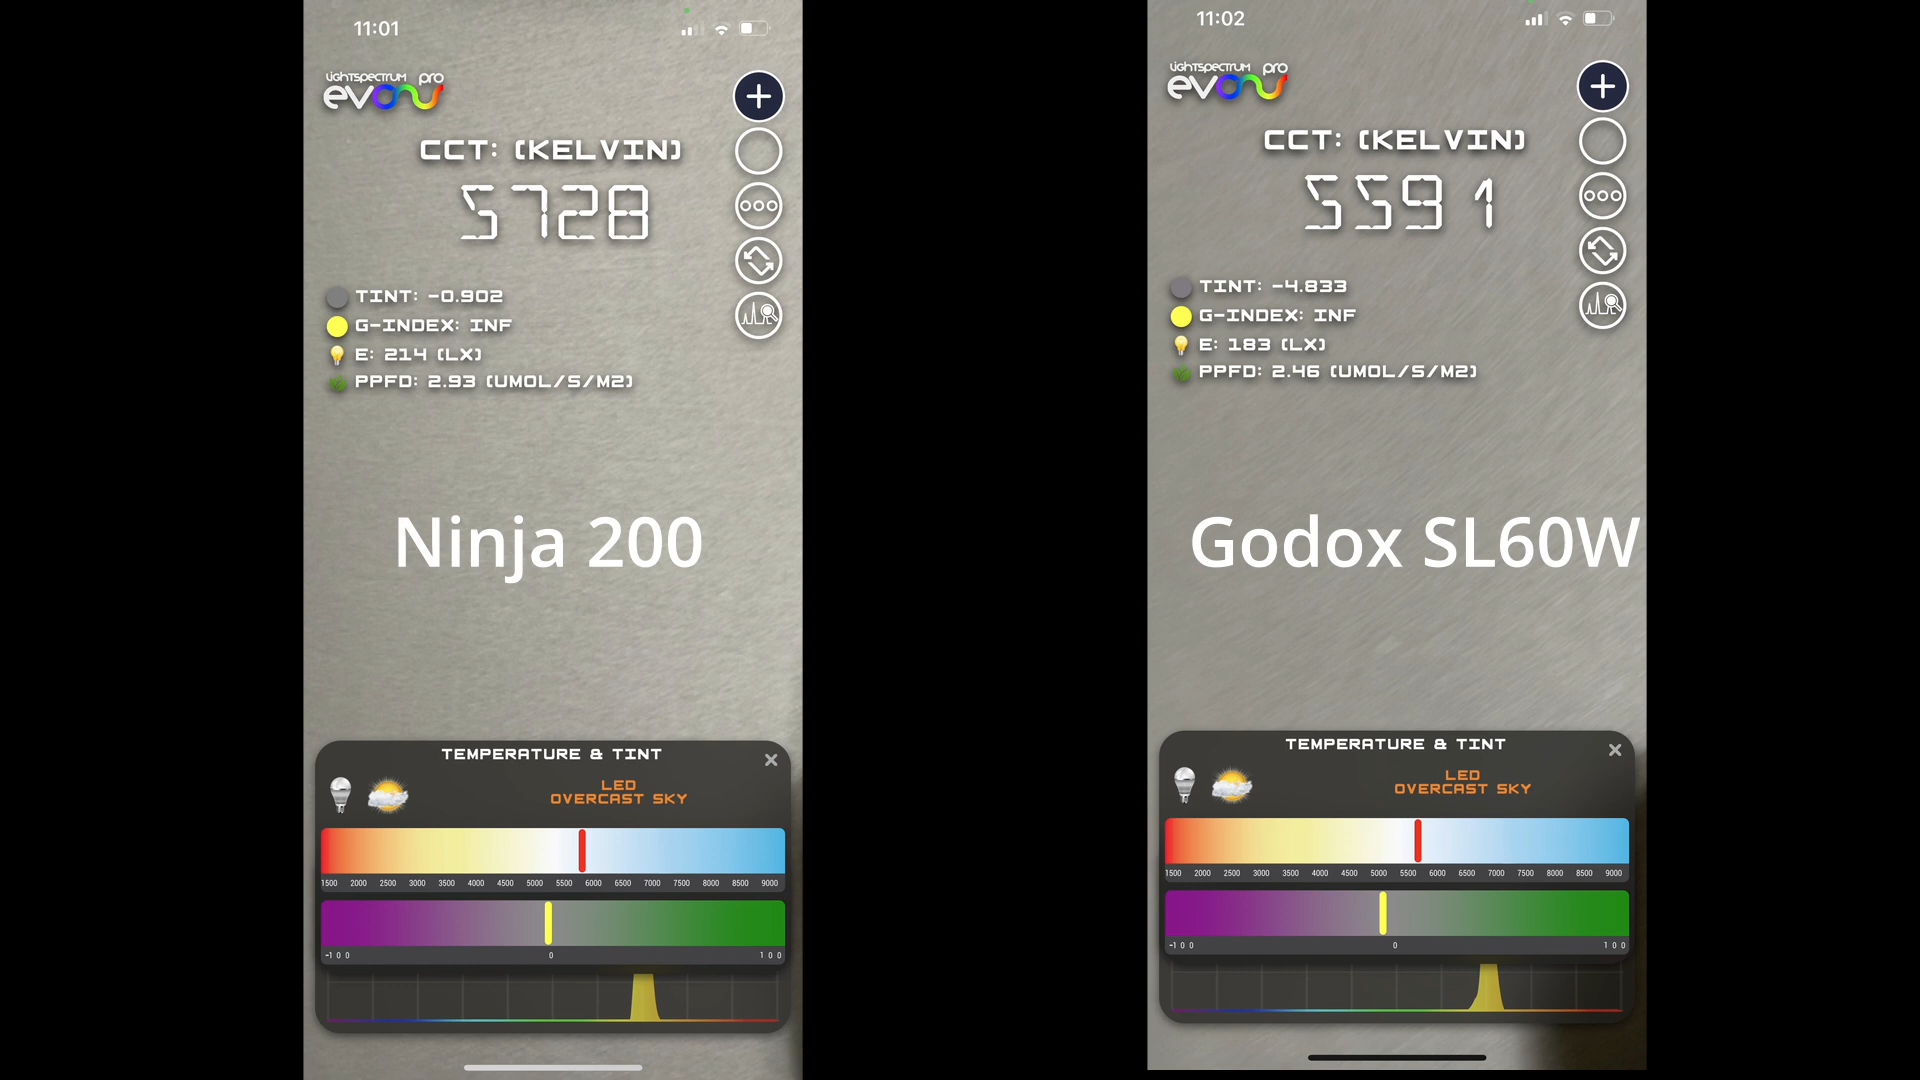 11:01
LIGHTSPECTRUM pro
evo
CCT: (KELVIN)
5728
TINT: -0.902
G-INDEX: INF
E: 214 (LX)
PPFD: 2.93 (UMOL/S/M2)
Ninja 200
TEMPERATURE & TINT
LED
OVERCAST SKY
1500 2000 2500 3000 3500 4000 4500 5000 5500 6000 6500 7000 7500 8000 8500 9000
-100 0 100
11:02
LIGHTSPECTRUM pro
evo
CCT: (KELVIN)
5591
TINT: -4.833
G-INDEX: INF
E: 183 (LX)
PPFD: 2.46 (UMOL/S/M2)
Godox SL60W
TEMPERATURE & TINT
LED
OVERCAST SKY
1500 2000 2500 3000 3500 4000 4500 5000 5500 6000 6500 7000 7500 8000 8500 9000
-100 0 100